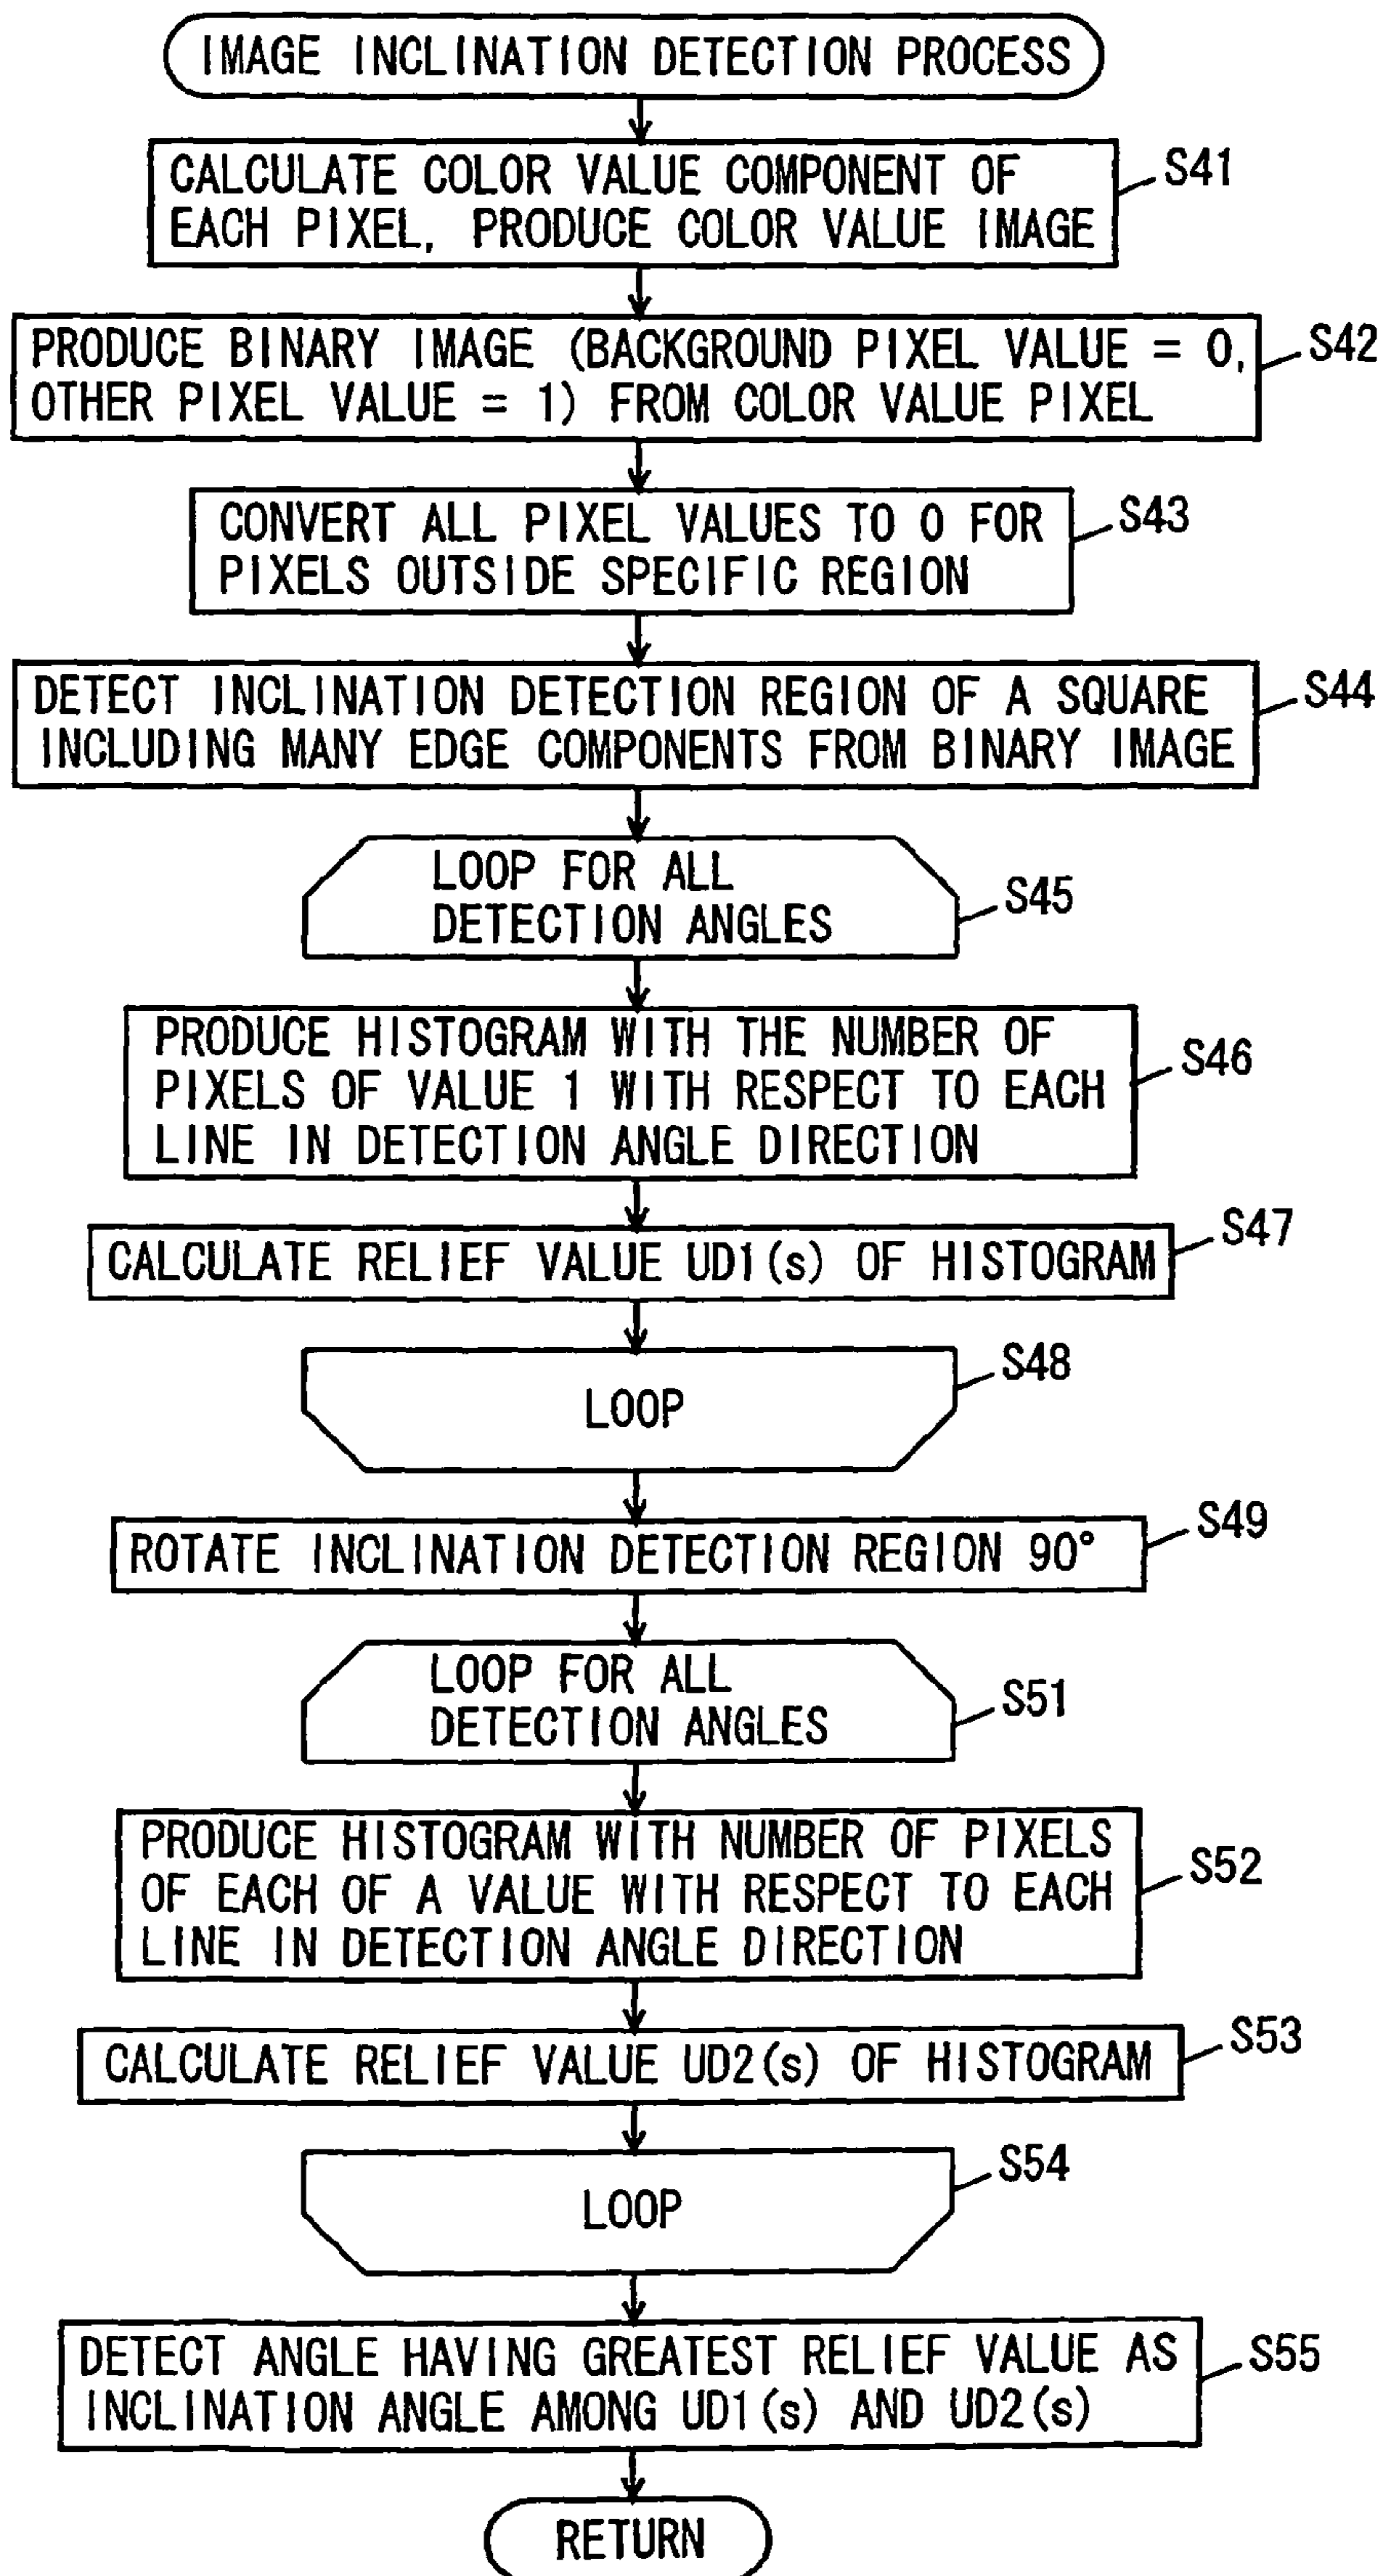 IMAGE INCLINATION DETECTION PROCESS
CALCULATE COLOR VALUE COMPONENT OF
EACH PIXEL, PRODUCE COLOR VALUE IMAGE
S41
PRODUCE BINARY IMAGE (BACKGROUND PIXEL VALUE = 0,
OTHER PIXEL VALUE = 1) FROM COLOR VALUE PIXEL
S42
CONVERT ALL PIXEL VALUES TO 0 FOR
PIXELS OUTSIDE SPECIFIC REGION
S43
DETECT INCLINATION DETECTION REGION OF A SQUARE
INCLUDING MANY EDGE COMPONENTS FROM BINARY IMAGE
S44
LOOP FOR ALL
DETECTION ANGLES
S45
PRODUCE HISTOGRAM WITH THE NUMBER OF
PIXELS OF VALUE 1 WITH RESPECT TO EACH
LINE IN DETECTION ANGLE DIRECTION
S46
CALCULATE RELIEF VALUE UD1(s) OF HISTOGRAM
S47
LOOP
S48
ROTATE INCLINATION DETECTION REGION 90°
S49
LOOP FOR ALL
DETECTION ANGLES
S51
PRODUCE HISTOGRAM WITH NUMBER OF PIXELS
OF EACH OF A VALUE WITH RESPECT TO EACH
LINE IN DETECTION ANGLE DIRECTION
S52
CALCULATE RELIEF VALUE UD2(s) OF HISTOGRAM
S53
LOOP
S54
DETECT ANGLE HAVING GREATEST RELIEF VALUE AS
INCLINATION ANGLE AMONG UD1(s) AND UD2(s)
S55
RETURN